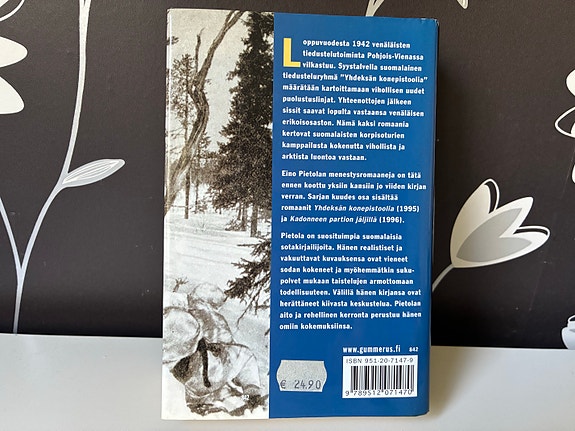 Loppuvuodesta 1942 venäläisten
tiedustelutoiminta Pohjois-Vienassa
vilkastuu. Syystalvella suomalainen
tiedusteluryhmä "Yhdeksän konepistoolia"
määrätään kartoittamaan vihollisen uudet
puolustuslinjat. Yhteenottojen jälkeen
sissit saavat lopulta vastaansa venäläisen
erikoisosaston. Nämä kaksi romaania
kertovat suomalaisten korpisoturien
kamppailusta kokenutta vihollista ja
arktista luontoa vastaan.
Eino Pietolan menestysromaaneja on tätä
ennen koottu yksiin kansiin jo viiden kirjan
verran. Sarjan kuudes osa sisältää
romaanit Yhdeksän konepistoolia (1995)
ja Kadonneen partion jäljillä (1996).
Pietola on suosituimpia suomalaisia
sotakirjailijoita. Hänen realistiset ja
vakuuttavat kuvauksensa ovat vieneet
sodan kokeneet ja myöhemmätkin suku-
polvet mukaan taistelujen armottomaan
todellisuuteen. Välillä hänen kirjansa ovat
herättäneet kiivasta keskustelua. Pietolan
aito ja rehellinen kerronta perustuu hänen
omiin kokemuksiinsa.
www.gummerus.fi 842
ISBN 951-20-7147-9
9 789512 071470
€ 24.90